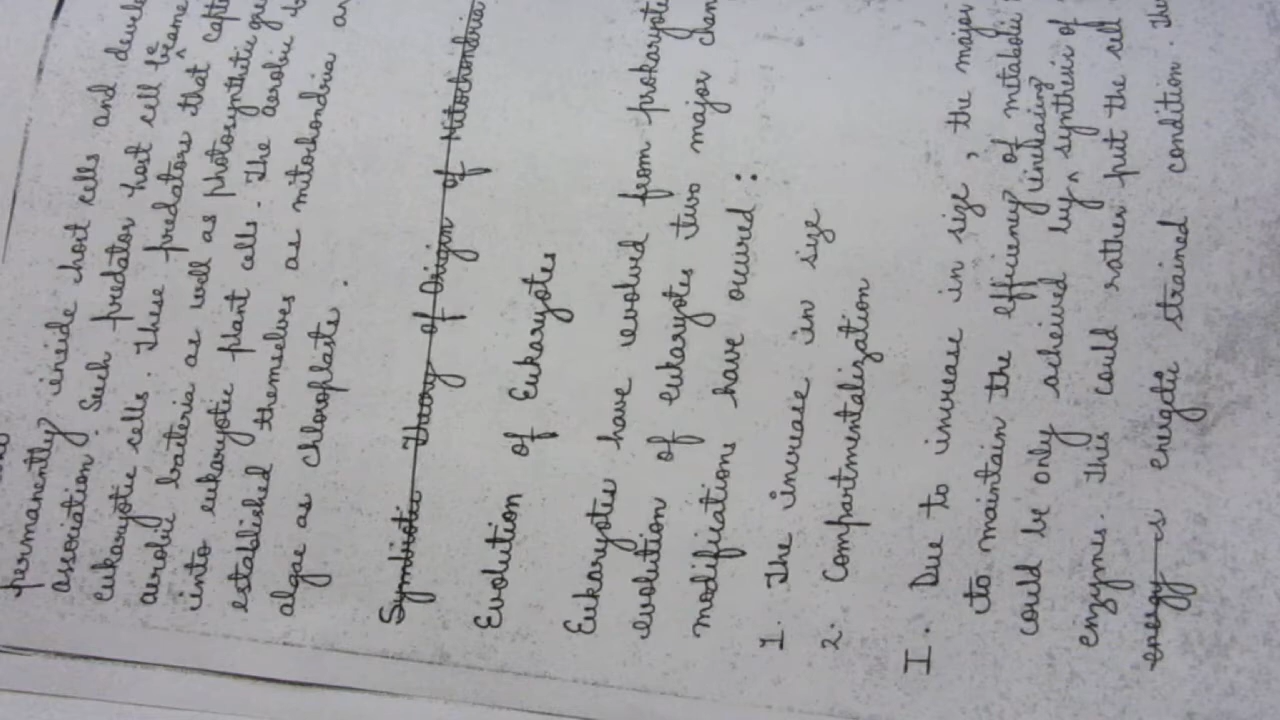 permanently inside host cells and devel
association. Such predator host cell became
eukaryotic cells. These predators that capt
aerobic bacteria as well as photosynthetic gre
into eukaryotic plant cells. The aerobic b
established themselves as mitochondria a
algae as chloroplasts.
Symbiotic Theory of Origin of Mitochondria
Evolution of Eukaryotes
Eukaryotes have evolved from prokaryote
evolution of eukaryotes two major chan
modifications have occured :
1. The increase in size
2. Compartmentalization
I. Due to increase in size, the major
to maintain the efficiency of metaboli
could be only acheived by increasing synthesis of
enzymes. This could rather put the cell
energy energetic strained condition. The